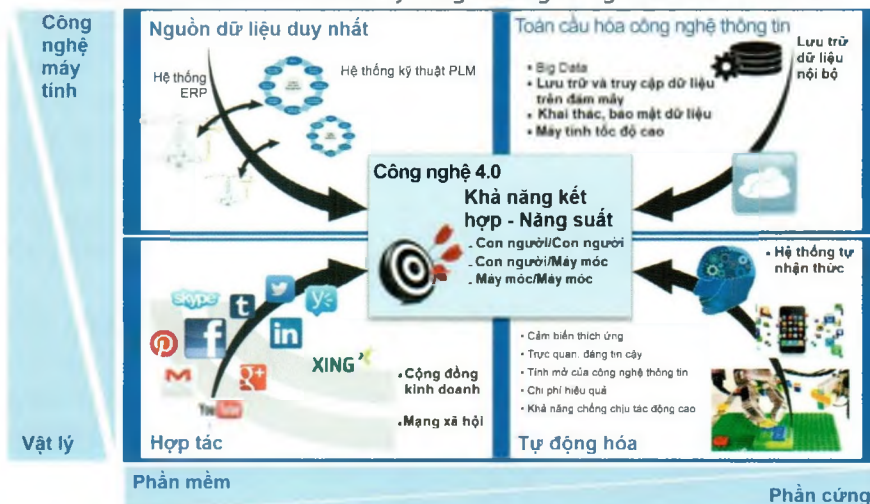 Công
nghệ
máy
tính
Nguồn dữ liệu duy nhất
Hệ thống
ERP
Hệ thống kỹ thuật PLM
Toàn cầu hóa công nghệ thông tin
• Big Data
• Lưu trữ và truy cập dữ liệu
trên đám mây
• Khai thác, bảo mật dữ liệu
• Máy tính tốc độ cao
Lưu trữ
dữ liệu
nội bộ
Công nghệ 4.0
Khả năng kết
hợp - Năng suất
- Con người/Con người
- Con người/Máy móc
- Máy móc/Máy móc
skype
t
y
f
in
g+
XING
You Tube
• Cộng đồng
kinh doanh
• Mạng xã hội
Hợp tác
• Hệ thống tự
nhận thức
• Cảm biến thích ứng
• Trực quan, đáng tin cậy
• Tính mở của công nghệ thông tin
• Chi phí hiệu quả
• Khả năng chống chịu tác động cao
Tự động hóa
Vật lý
Phần mềm
Phần cứng